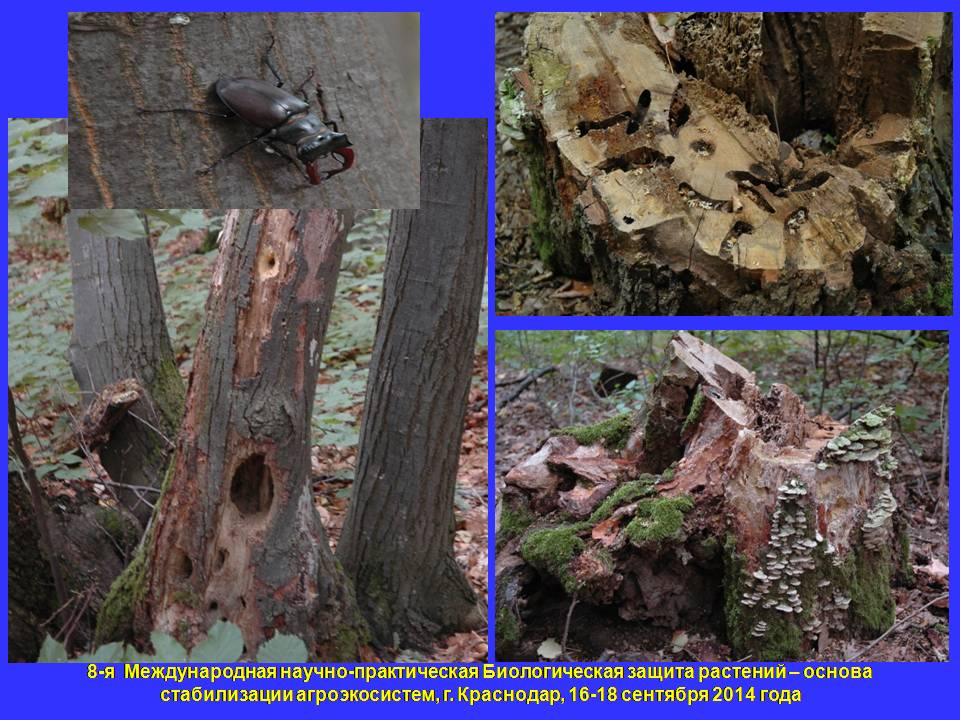 8-я Международная научно-практическая Биологическая защита растений – основа
стабилизации агроэкосистем, г. Краснодар, 16-18 сентября 2014 года